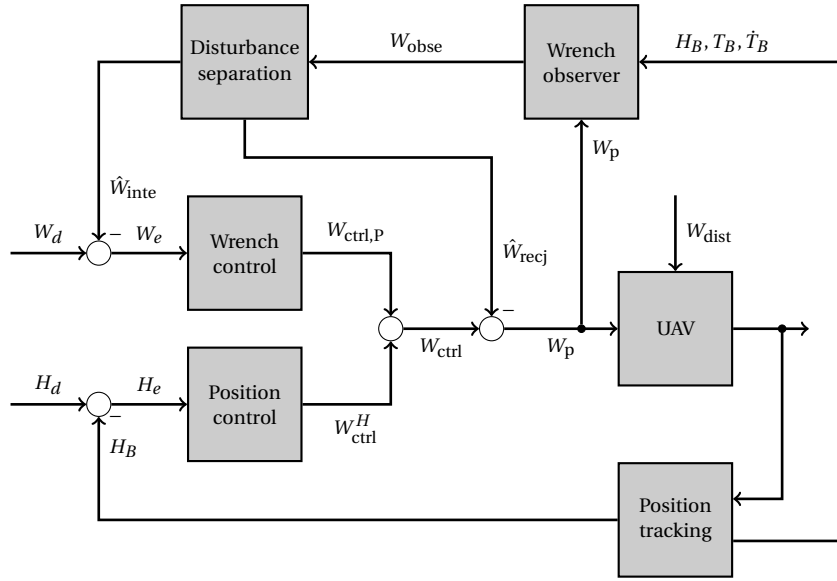 Disturbance
separation
W_obse
Wrench
observer
H_B, T_B, Ṫ_B
W_p
Ŵ_inte
−
W_d
W_e
Wrench
control
W_ctrl,P
Ŵ_recj
W_dist
−
W_ctrl
W_p
UAV
H_d
H_e
−
H_B
Position
control
W_ctrl^H
Position
tracking